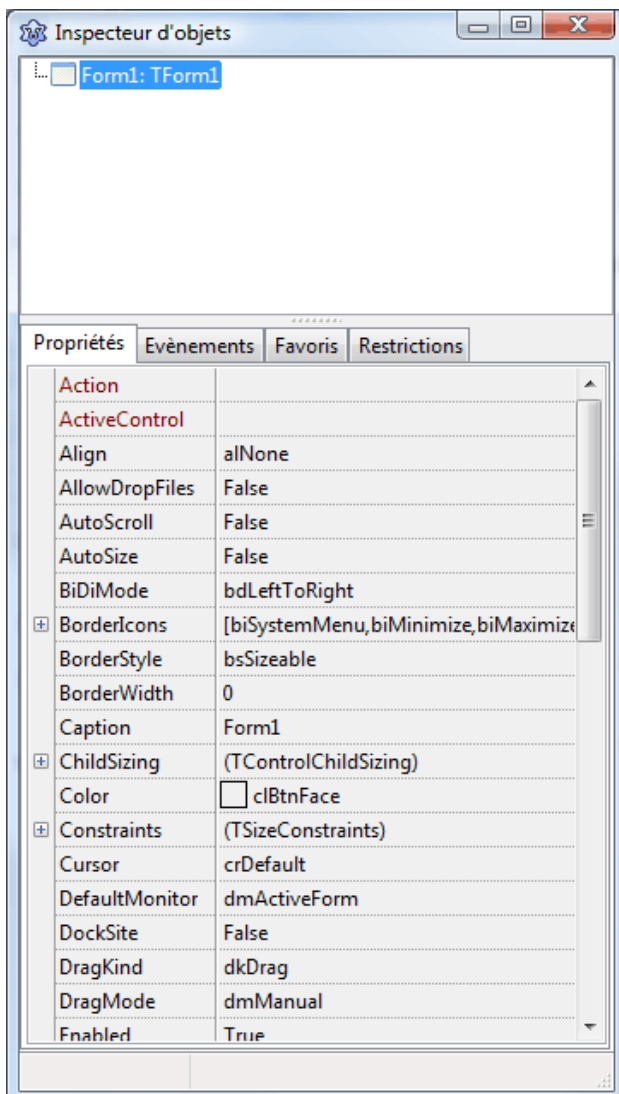 Inspecteur d'objets
Form1: TForm1
Propriétés Evènements Favoris Restrictions
Action
ActiveControl
Align alNone
AllowDropFiles False
AutoScroll False
AutoSize False
BiDiMode bdLeftToRight
BorderIcons [biSystemMenu,biMinimize,biMaximize
BorderStyle bsSizeable
BorderWidth 0
Caption Form1
ChildSizing (TControlChildSizing)
Color clBtnFace
Constraints (TSizeConstraints)
Cursor crDefault
DefaultMonitor dmActiveForm
DockSite False
DragKind dkDrag
DragMode dmManual
Enabled True